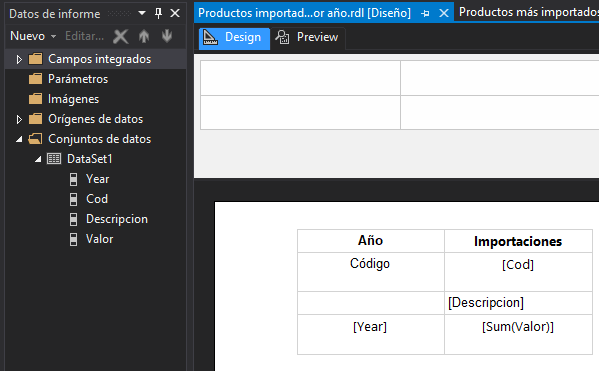 Datos de informe
Nuevo Editar...
Campos integrados
Parámetros
Imágenes
Orígenes de datos
Conjuntos de datos
DataSet1
Year
Cod
Descripcion
Valor
Productos importad...or año.rdl [Diseño] Productos más importados
Design Preview
Año Importaciones
Código [Cod]
[Descripcion]
[Year] [Sum(Valor)]